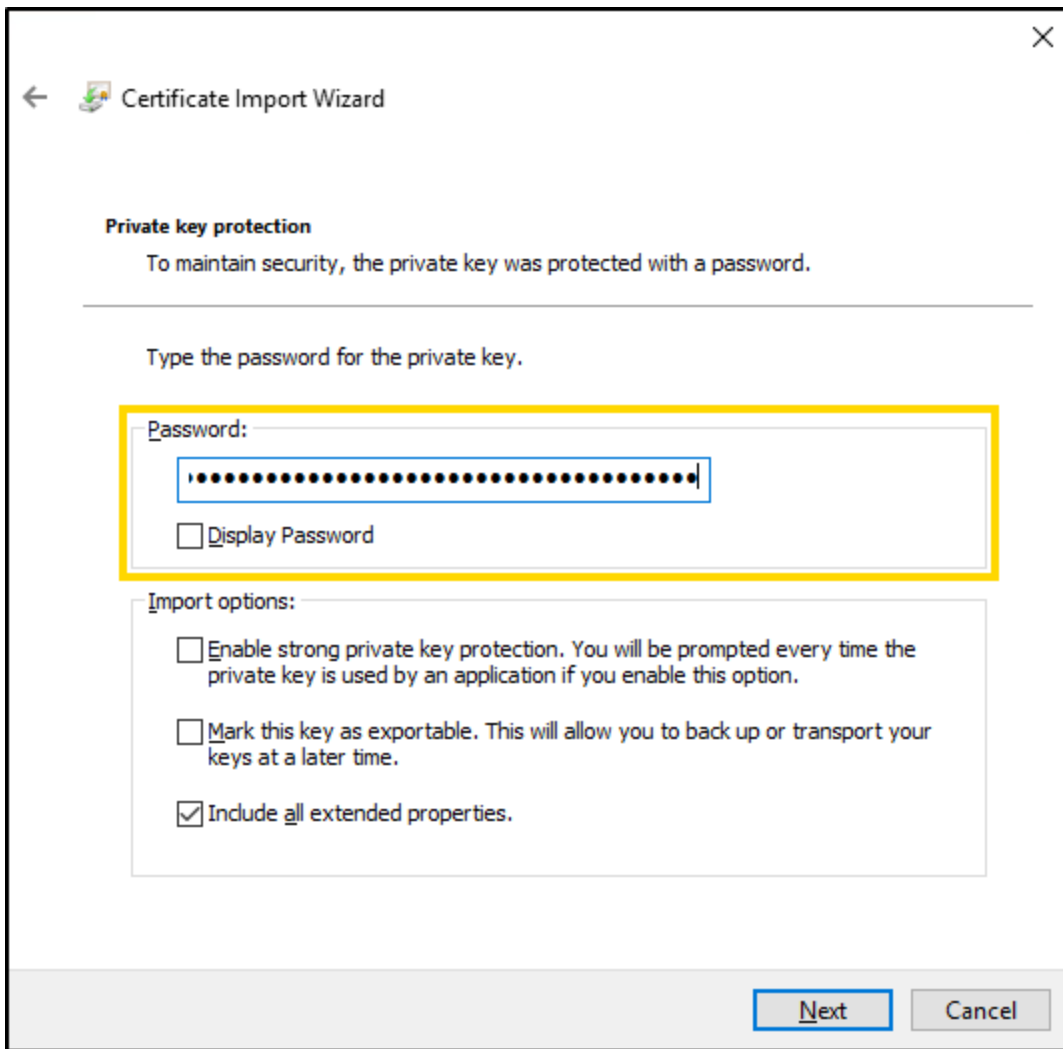 Certificate Import Wizard
Private key protection
To maintain security, the private key was protected with a password.
Type the password for the private key.
Password:
Display Password
Import options:
Enable strong private key protection. You will be prompted every time the
private key is used by an application if you enable this option.
Mark this key as exportable. This will allow you to back up or transport your
keys at a later time.
Include all extended properties.
Next
Cancel